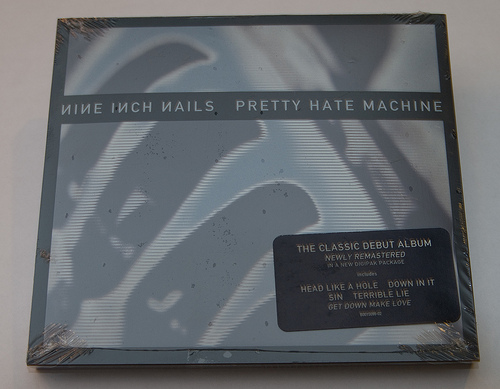 NINE INCH NAILS PRETTY HATE MACHINE
THE CLASSIC DEBUT ALBUM
NEWLY REMASTERED
IN A NEW DIGIPAK PACKAGE
Includes
HEAD LIKE A HOLE DOWN IN IT
SIN TERRIBLE LIE
GET DOWN MAKE LOVE